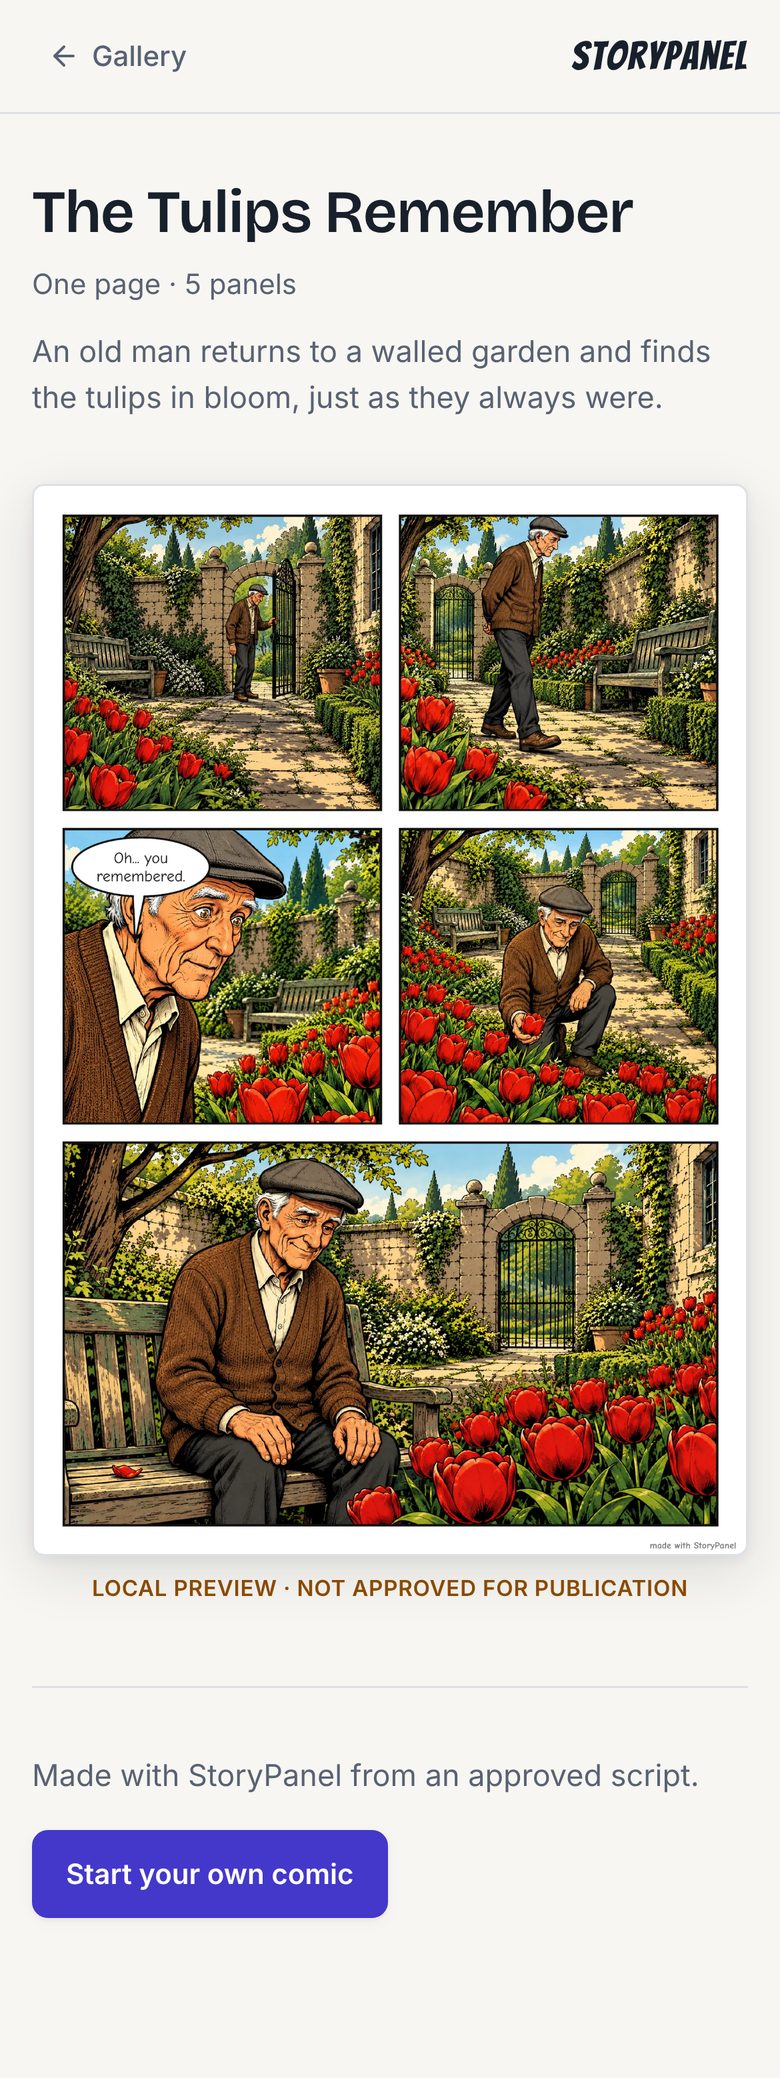 ← Gallery
STORYPANEL
The Tulips Remember
One page · 5 panels
An old man returns to a walled garden and finds
the tulips in bloom, just as they always were.
Oh... you
remembered.
made with StoryPanel
LOCAL PREVIEW · NOT APPROVED FOR PUBLICATION
Made with StoryPanel from an approved script.
Start your own comic